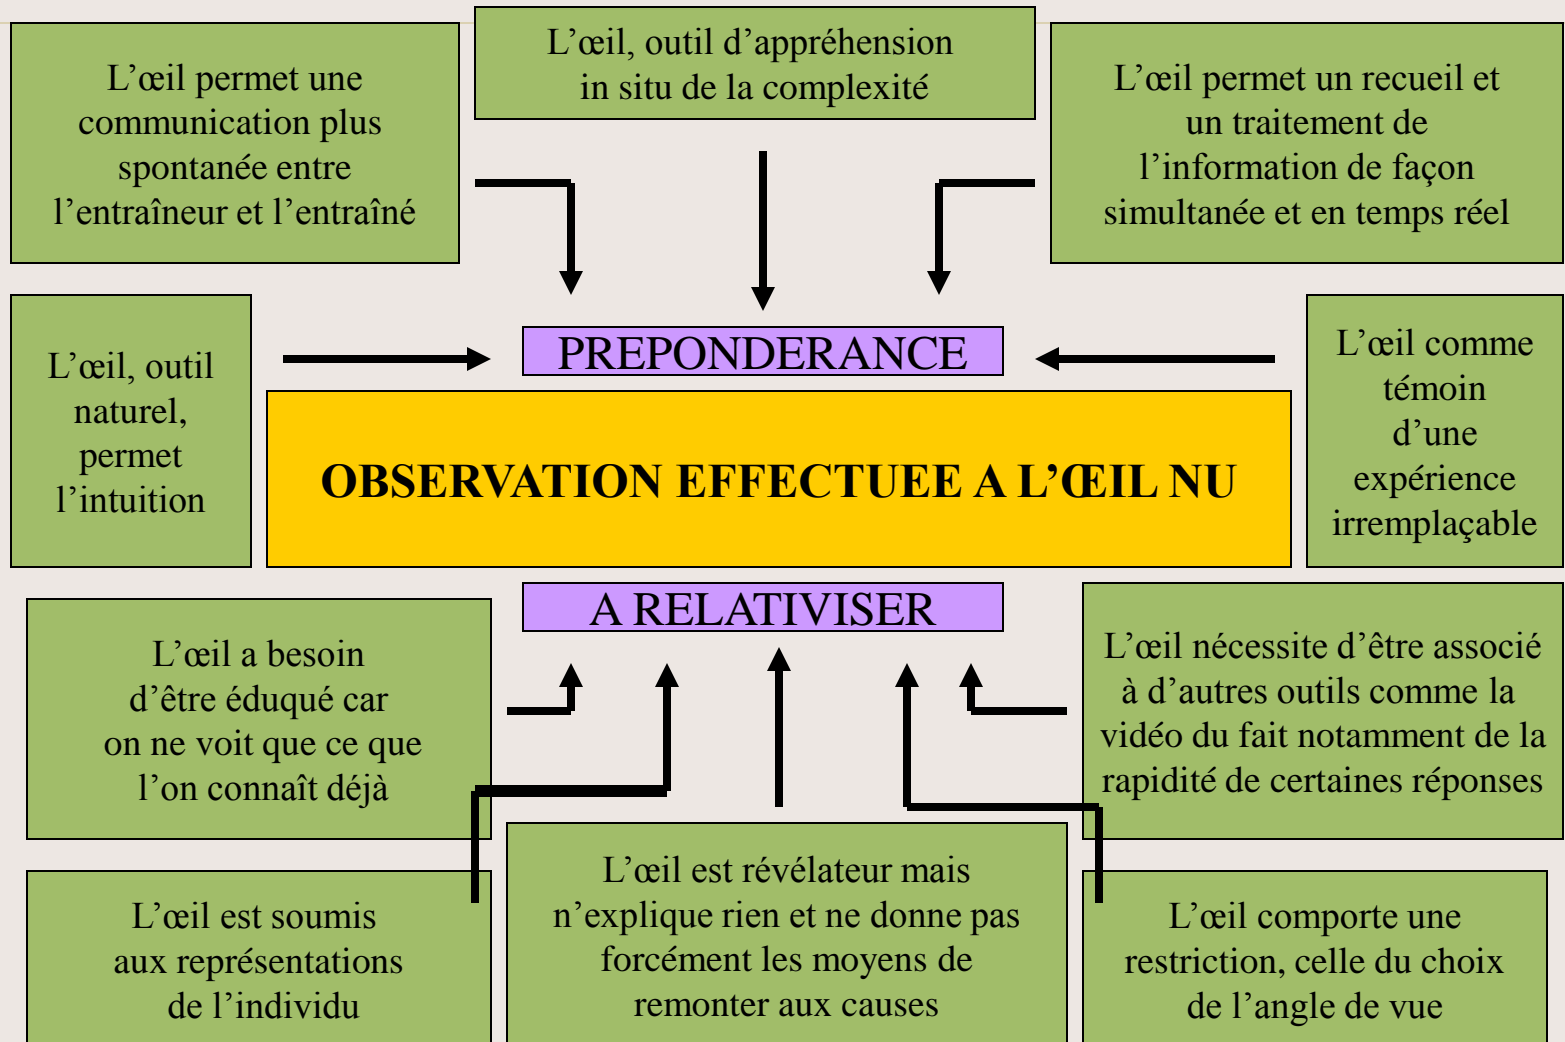 L’œil permet une
communication plus
spontanée entre
l’entraîneur et l’entraîné
L’œil, outil d’appréhension
in situ de la complexité
L’œil permet un recueil et
un traitement de
l’information de façon
simultanée et en temps réel
L’œil, outil
naturel,
permet
l’intuition
PREPONDERANCE
L’œil comme
témoin
d’une
expérience
irremplaçable
OBSERVATION EFFECTUEE A L’ŒIL NU
A RELATIVISER
L’œil a besoin
d’être éduqué car
on ne voit que ce que
l’on connaît déjà
L’œil nécessite d’être associé
à d’autres outils comme la
vidéo du fait notamment de la
rapidité de certaines réponses
L’œil est soumis
aux représentations
de l’individu
L’œil est révélateur mais
n’explique rien et ne donne pas
forcément les moyens de
remonter aux causes
L’œil comporte une
restriction, celle du choix
de l’angle de vue